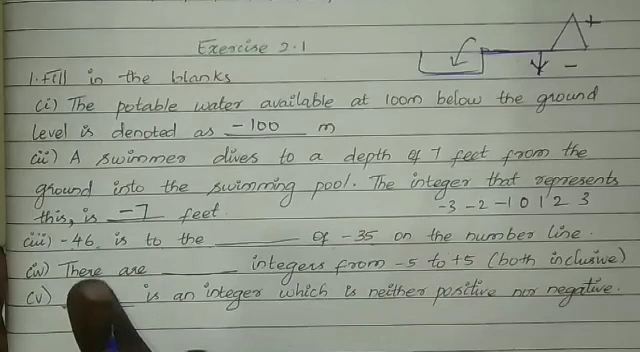 Exercise 2.1
+
1. Fill in the blanks
-
(i) The potable water available at 100m below the ground
level is denoted as -100 m
(ii) A swimmer dives to a depth of 7 feet from the
ground into the swimming pool. The integer that represents
this, is -7 feet.
-3 -2 -1 0 1 2 3
(iii) -46 is to the ______ of -35 on the number line.
(iv) There are ______ integers from -5 to +5 (both inclusive)
(v) ______ is an integer which is neither positive nor negative.